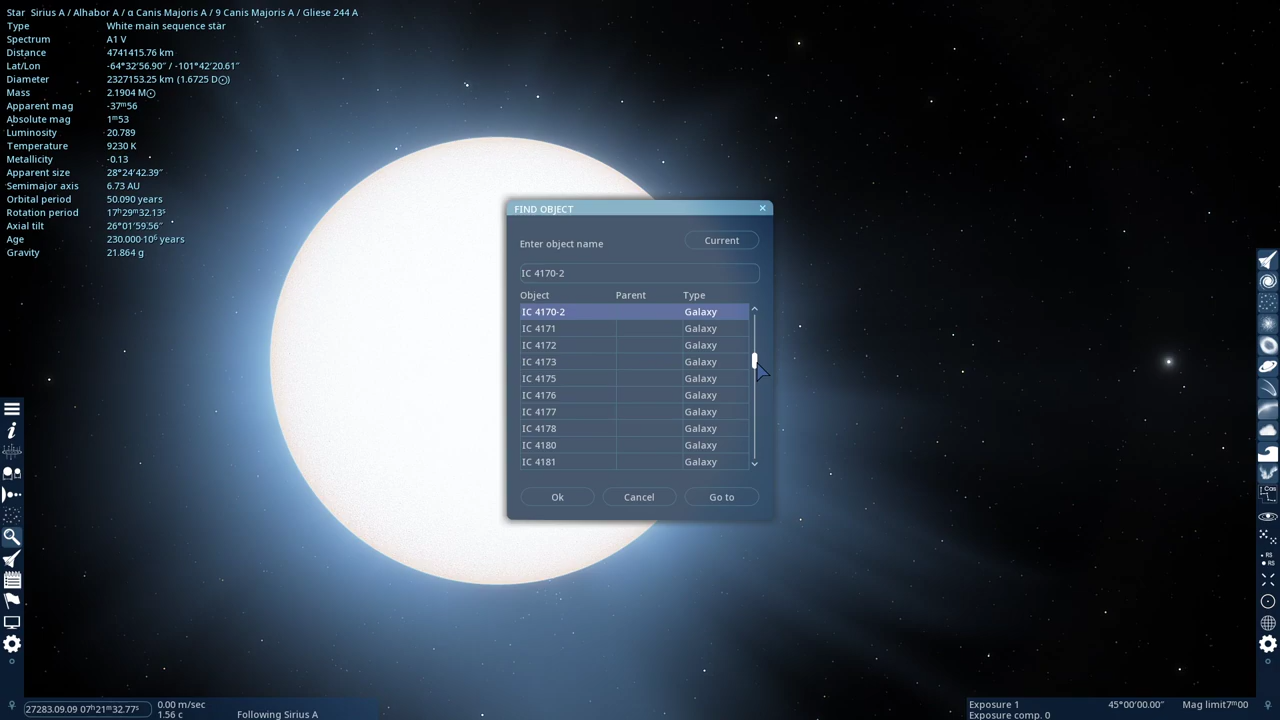 Star Sirius A / Alhabor A / α Canis Majoris A / 9 Canis Majoris A / Gliese 244 A
Type White main sequence star
Spectrum A1 V
Distance 4741415.76 km
Lat/Lon -64°32′56.90″ / -101°42′20.61″
Diameter 2327153.25 km (1.6725 D☉)
Mass 2.1904 M☉
Apparent mag -37ᵐ56
Absolute mag 1ᵐ53
Luminosity 20.789
Temperature 9230 K
Metallicity -0.13
Apparent size 28°24′42.39″
Semimajor axis 6.73 AU
Orbital period 50.090 years
Rotation period 17ʰ29ᵐ32.13ˢ
Axial tilt 26°01′59.56″
Age 230.000·10⁶ years
Gravity 21.864 g
FIND OBJECT
Enter object name Current
IC 4170-2
Object Parent Type
IC 4170-2 Galaxy
IC 4171 Galaxy
IC 4172 Galaxy
IC 4173 Galaxy
IC 4175 Galaxy
IC 4176 Galaxy
IC 4177 Galaxy
IC 4178 Galaxy
IC 4180 Galaxy
IC 4181 Galaxy
Ok Cancel Go to
Can
RS
RS
27283.09.09 07ʰ21ᵐ32.77ˢ
0.00 m/sec
1.56 c Following Sirius A
Exposure 1 45°00′00.00″ Mag limit 7ᵐ00
Exposure comp. 0